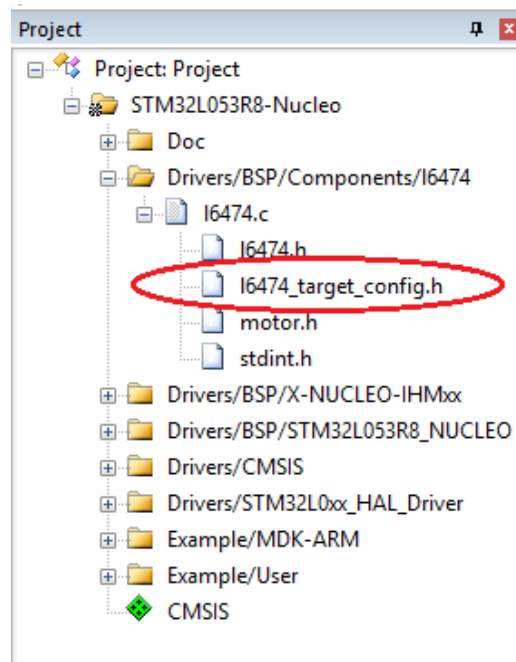 Project
Project: Project
STM32L053R8-Nucleo
Doc
Drivers/BSP/Components/l6474
l6474.c
l6474.h
l6474_target_config.h
motor.h
stdint.h
Drivers/BSP/X-NUCLEO-IHMxx
Drivers/BSP/STM32L053R8_NUCLEO
Drivers/CMSIS
Drivers/STM32L0xx_HAL_Driver
Example/MDK-ARM
Example/User
CMSIS